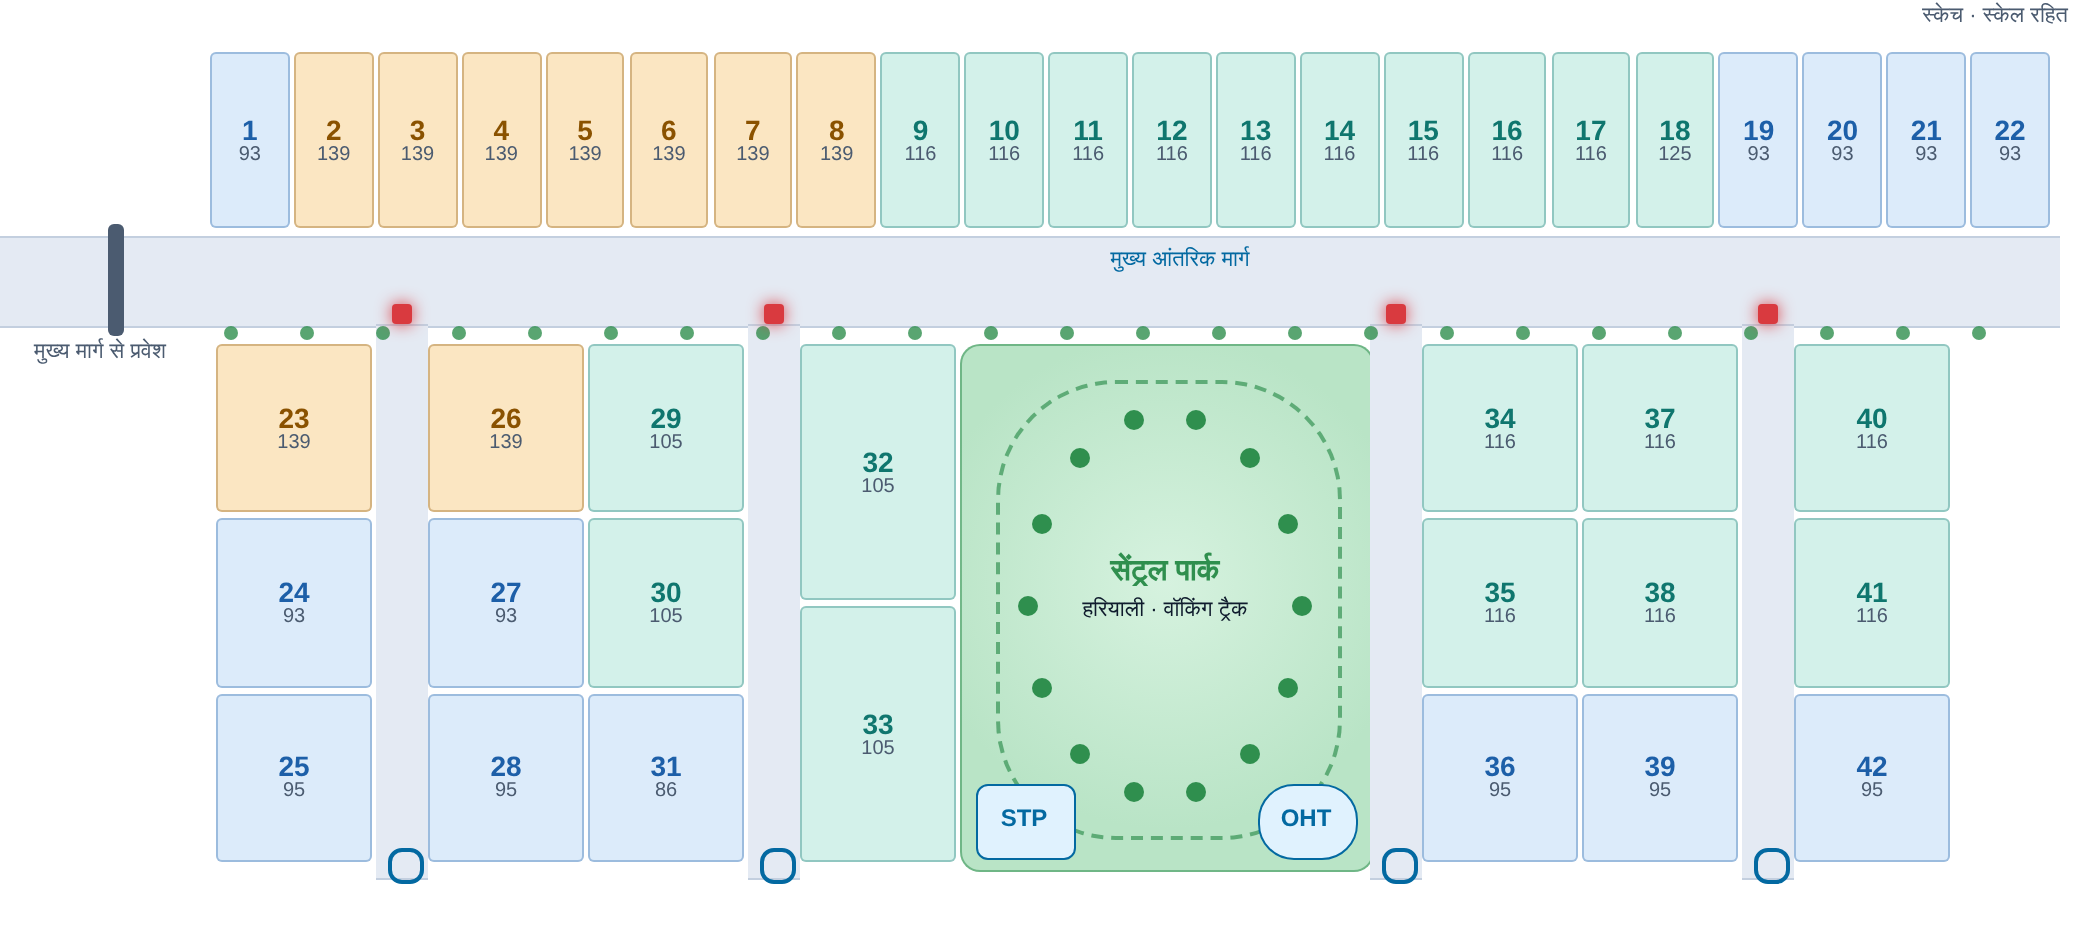 स्केच · स्केल रहित
1 2 3 4 5 6 7 8 9 10 11 12 13 14 15 16 17 18 19 20 21 22
93 139 139 139 139 139 139 139 116 116 116 116 116 116 116 116 116 125 93 93 93 93
मुख्य आंतरिक मार्ग
मुख्य मार्ग से प्रवेश
23 26 29 34 37 40
139 139 105 116 116 116
32
105
सेंट्रल पार्क
हरियाली · वॉकिंग ट्रैक
24 27 30 35 38 41
93 93 105 116 116 116
33
105
25 28 31 36 39 42
95 95 86 95 95 95
STP OHT